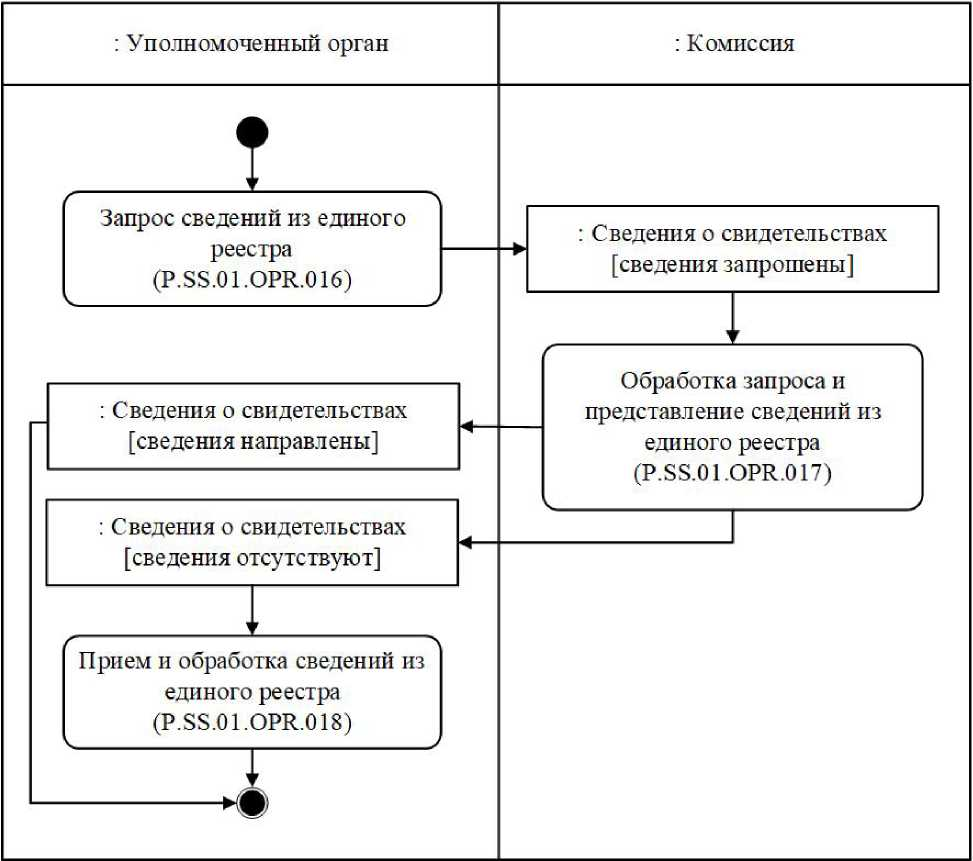 : Уполномоченный орган
: Комиссия
Запрос сведений из единого
реестра
(P.SS.01.OPR.016)
: Сведения о свидетельствах
[сведения запрошены]
Обработка запроса и
представление сведений из
единого реестра
(P.SS.01.OPR.017)
: Сведения о свидетельствах
[сведения направлены]
: Сведения о свидетельствах
[сведения отсутствуют]
Прием и обработка сведений из
единого реестра
(P.SS.01.OPR.018)